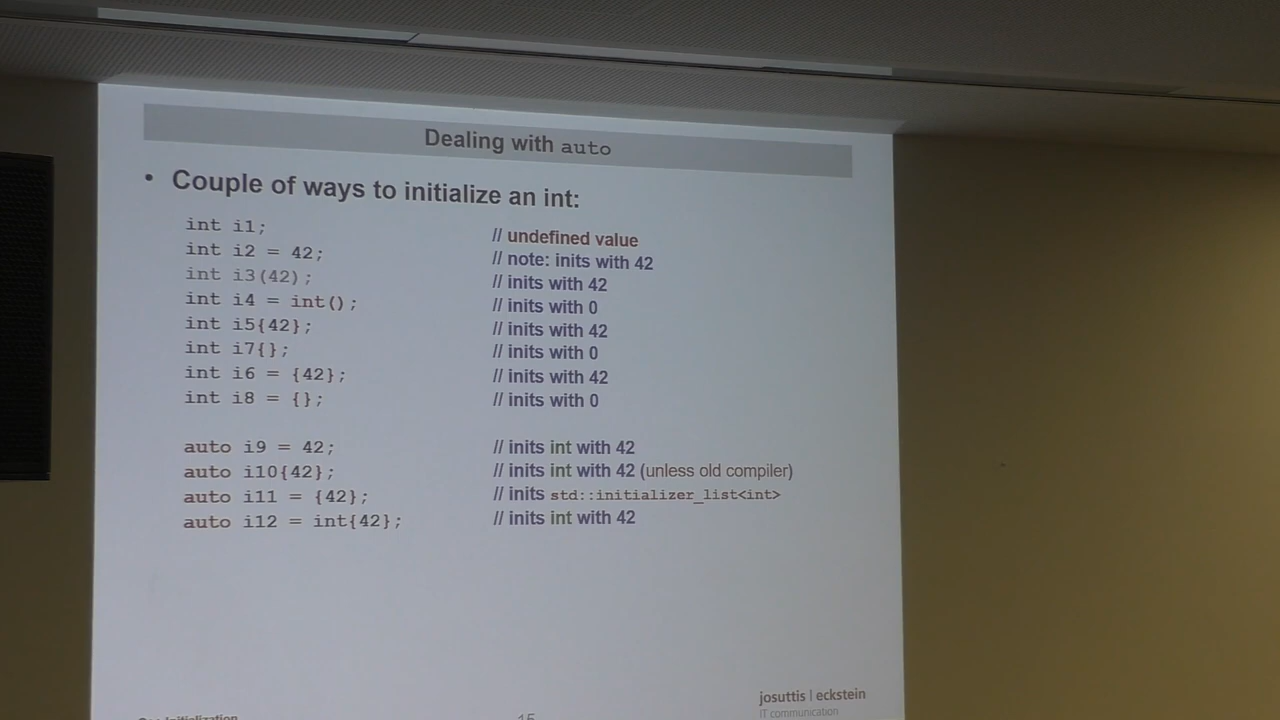 Dealing with auto
• Couple of ways to initialize an int:
int i1; // undefined value
int i2 = 42; // note: inits with 42
int i3(42); // inits with 42
int i4 = int(); // inits with 0
int i5{42}; // inits with 42
int i7{}; // inits with 0
int i6 = {42}; // inits with 42
int i8 = {}; // inits with 0
auto i9 = 42; // inits int with 42
auto i10{42}; // inits int with 42 (unless old compiler)
auto i11 = {42}; // inits std::initializer_list<int>
auto i12 = int{42}; // inits int with 42
josuttis | eckstein
IT communication
Initialization
15